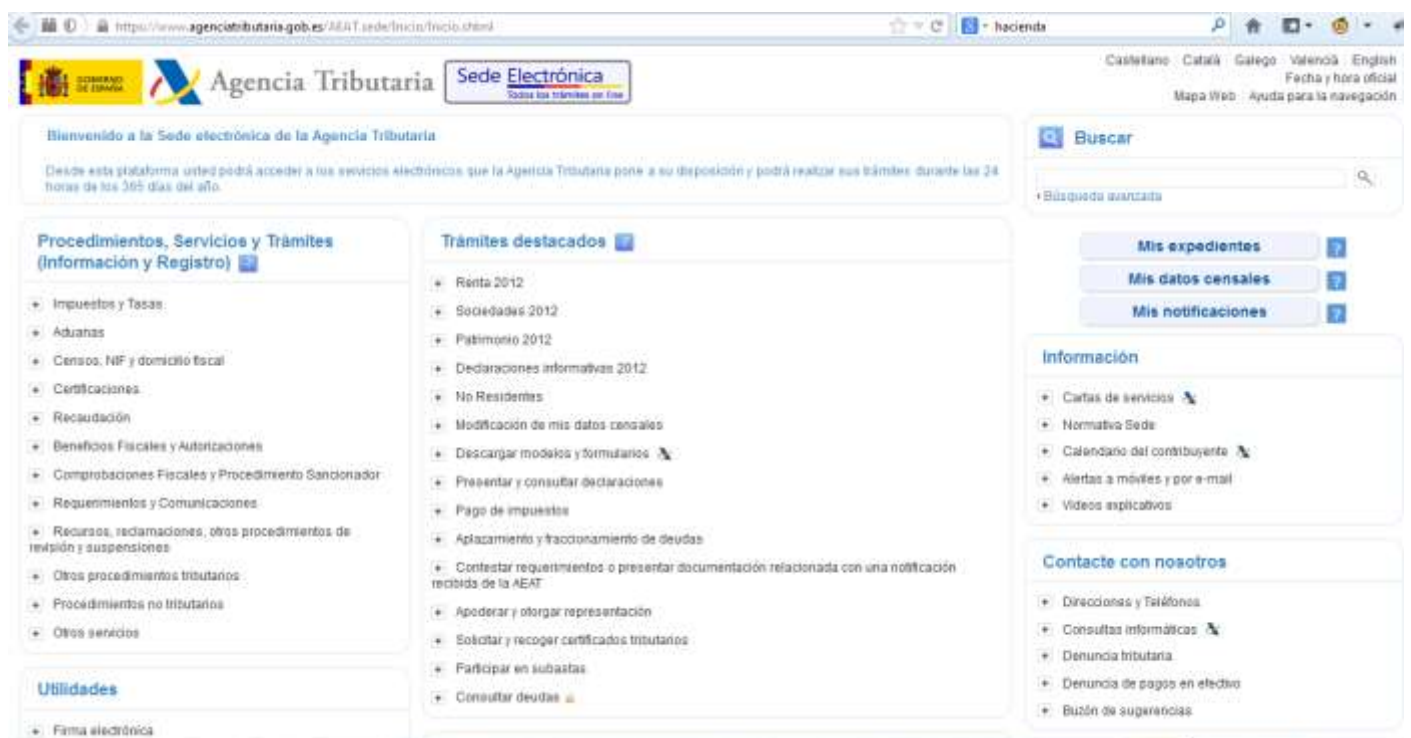 https://www.agenciatributaria.gob.es/AEAT.sede/Inicio/Inicio.shtml
hacienda
GOBIERNO
DE ESPAÑA
Agencia Tributaria
Sede Electrónica
Todos los trámites on line
Castellano Català Galego Valencià English
Fecha y hora oficial
Mapa Web Ayuda para la navegación
Bienvenido a la Sede electrónica de la Agencia Tributaria
Desde esta plataforma usted podrá acceder a los servicios electrónicos que la Agencia Tributaria pone a su disposición y podrá realizar sus trámites durante las 24
horas de los 365 días del año.
Procedimientos, Servicios y Trámites
(Información y Registro) ?
Impuestos y Tasas
Aduanas
Censos, NIF y domicilio fiscal
Certificaciones
Recaudación
Beneficios Fiscales y Autorizaciones
Comprobaciones Fiscales y Procedimiento Sancionador
Requerimientos y Comunicaciones
Recursos, reclamaciones, otros procedimientos de
revisión y suspensiones
Otros procedimientos tributarios
Procedimientos no tributarios
Otros servicios
Utilidades
Firma electrónica
Trámites destacados ?
Renta 2012
Sociedades 2012
Patrimonio 2012
Declaraciones informativas 2012
No Residentes
Modificación de mis datos censales
Descargar modelos y formularios
Presentar y consultar declaraciones
Pago de impuestos
Aplazamiento y fraccionamiento de deudas
Contestar requerimientos o presentar documentación relacionada con una notificación
recibida de la AEAT
Apoderar y otorgar representación
Solicitar y recoger certificados tributarios
Participar en subastas
Consultar deudas
Buscar
Búsqueda avanzada
Mis expedientes ?
Mis datos censales ?
Mis notificaciones ?
Información
Cartas de servicios
Normativa Sede
Calendario del contribuyente
Alertas a móviles y por e-mail
Videos explicativos
Contacte con nosotros
Direcciones y Teléfonos
Consultas informáticas
Denuncia tributaria
Denuncia de pagos en efectivo
Buzón de sugerencias